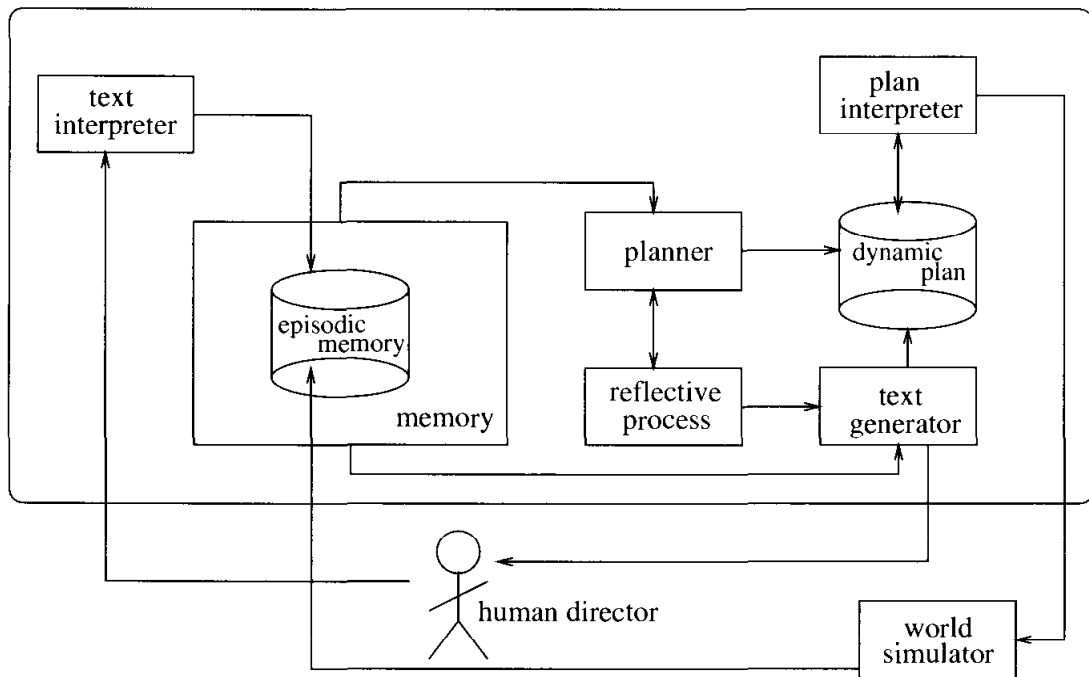 text
interpreter
plan
interpreter
planner
dynamic
plan
episodic
memory
memory
reflective
process
text
generator
human director
world
simulator